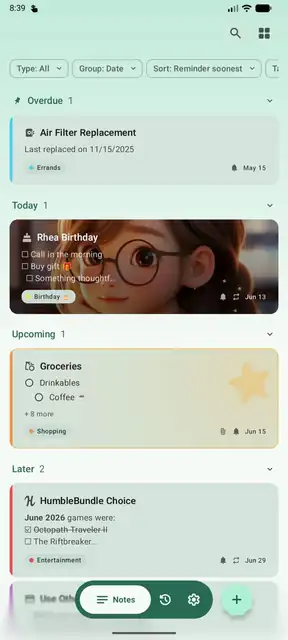 8:39
Type: All
Group: Date
Sort: Reminder soonest
Overdue 1
Air Filter Replacement
Last replaced on 11/15/2025
Errands
May 15
Today 1
Rhea Birthday
☐ Call in the morning
☐ Buy gift 🎁
☐ Something thoughtf...
Birthday
Jun 13
Upcoming 1
Groceries
Drinkables
Coffee
+ 8 more
Shopping
Jun 15
Later 2
HumbleBundle Choice
June 2026 games were:
☑ Octopath Traveler II
☐ The Riftbreaker...
Entertainment
Jun 29
Use Oth
Notes